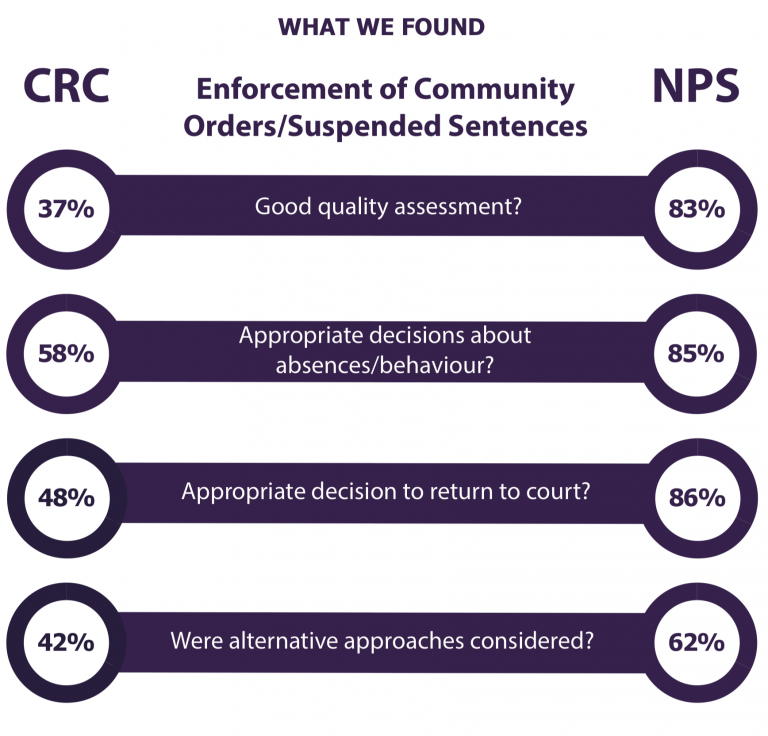 WHAT WE FOUND
CRC
Enforcement of Community
Orders/Suspended Sentences
NPS
37%
Good quality assessment?
83%
58%
Appropriate decisions about
absences/behaviour?
85%
48%
Appropriate decision to return to court?
86%
42%
Were alternative approaches considered?
62%